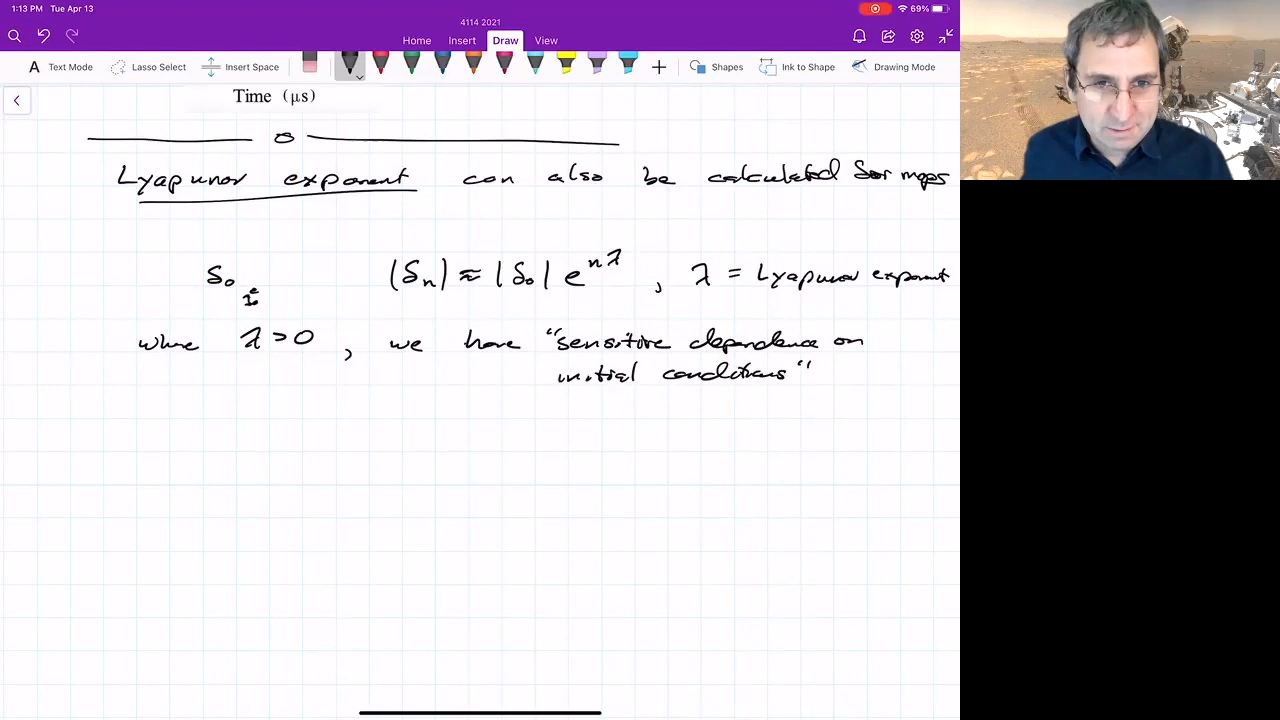 1:13 PM Tue Apr 13
69%
4114 2021
Home Insert Draw View
Text Mode Lasso Select Insert Space Shapes Ink to Shape Drawing Mode
Time (μs)
Lyapunov exponent can also be calculated for maps
δ₀ |δₙ| ≈ |δ₀| e^{nλ} , λ = Lyapunov exponent
where λ > 0 , we have "sensitive dependence on
initial conditions"